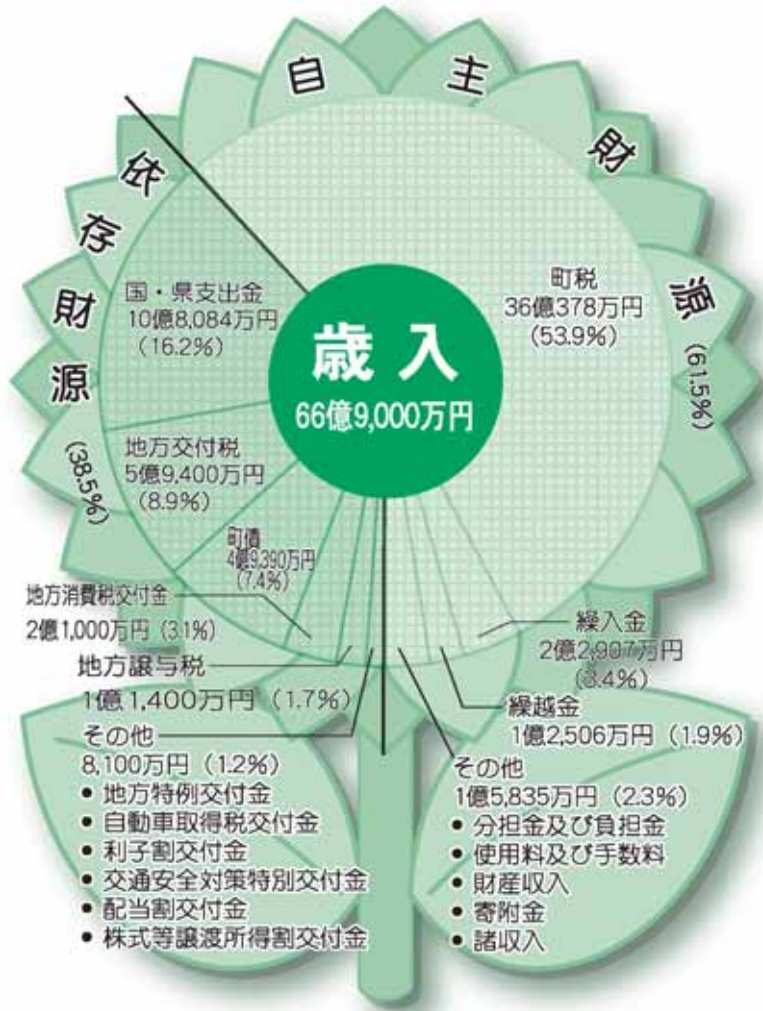 自主財源
(61.5%)
依存財源
(38.5%)
歳入
66億9,000万円
町税
36億378万円
(53.9%)
繰入金
2億2,907万円
(3.4%)
繰越金
1億2,506万円 (1.9%)
その他
1億5,835万円 (2.3%)
● 分担金及び負担金
● 使用料及び手数料
● 財産収入
● 寄附金
● 諸収入
国・県支出金
10億8,084万円
(16.2%)
地方交付税
5億9,400万円
(8.9%)
町債
4億9,390万円
(7.4%)
地方消費税交付金
2億1,000万円 (3.1%)
地方譲与税
1億1,400万円 (1.7%)
その他
8,100万円 (1.2%)
● 地方特例交付金
● 自動車取得税交付金
● 利子割交付金
● 交通安全対策特別交付金
● 配当割交付金
● 株式等譲渡所得割交付金